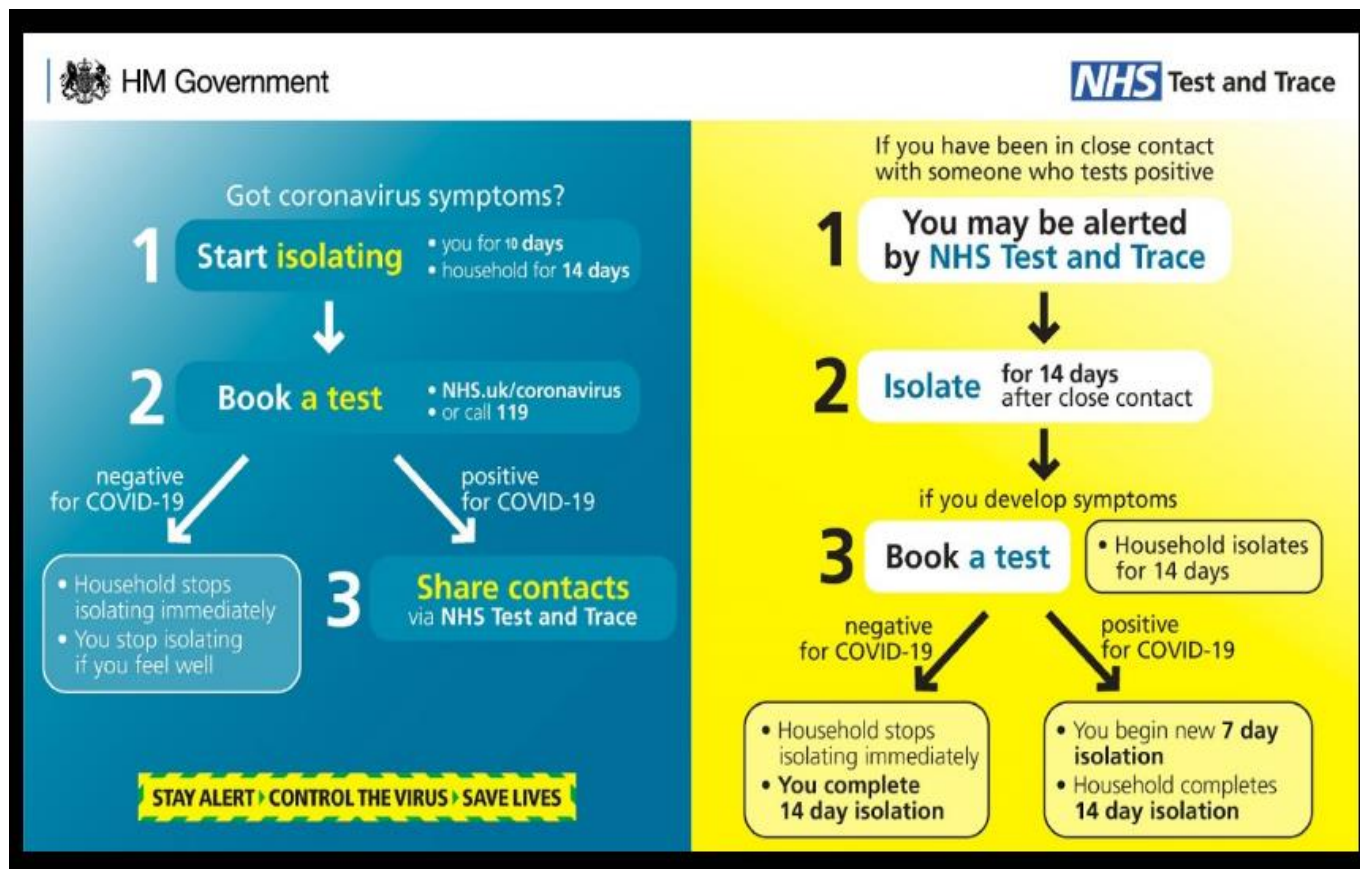 HM Government
NHS Test and Trace
Got coronavirus symptoms?
1
Start isolating
• you for 10 days
• household for 14 days
2
Book a test
• NHS.uk/coronavirus
• or call 119
negative
for COVID-19
positive
for COVID-19
• Household stops
isolating immediately
• You stop isolating
if you feel well
3
Share contacts
via NHS Test and Trace
STAY ALERT CONTROL THE VIRUS SAVE LIVES
If you have been in close contact
with someone who tests positive
1
You may be alerted
by NHS Test and Trace
2
Isolate
for 14 days
after close contact
if you develop symptoms
3
Book a test
• Household isolates
for 14 days
negative
for COVID-19
positive
for COVID-19
• Household stops
isolating immediately
• You complete
14 day isolation
• You begin new 7 day
isolation
• Household completes
14 day isolation